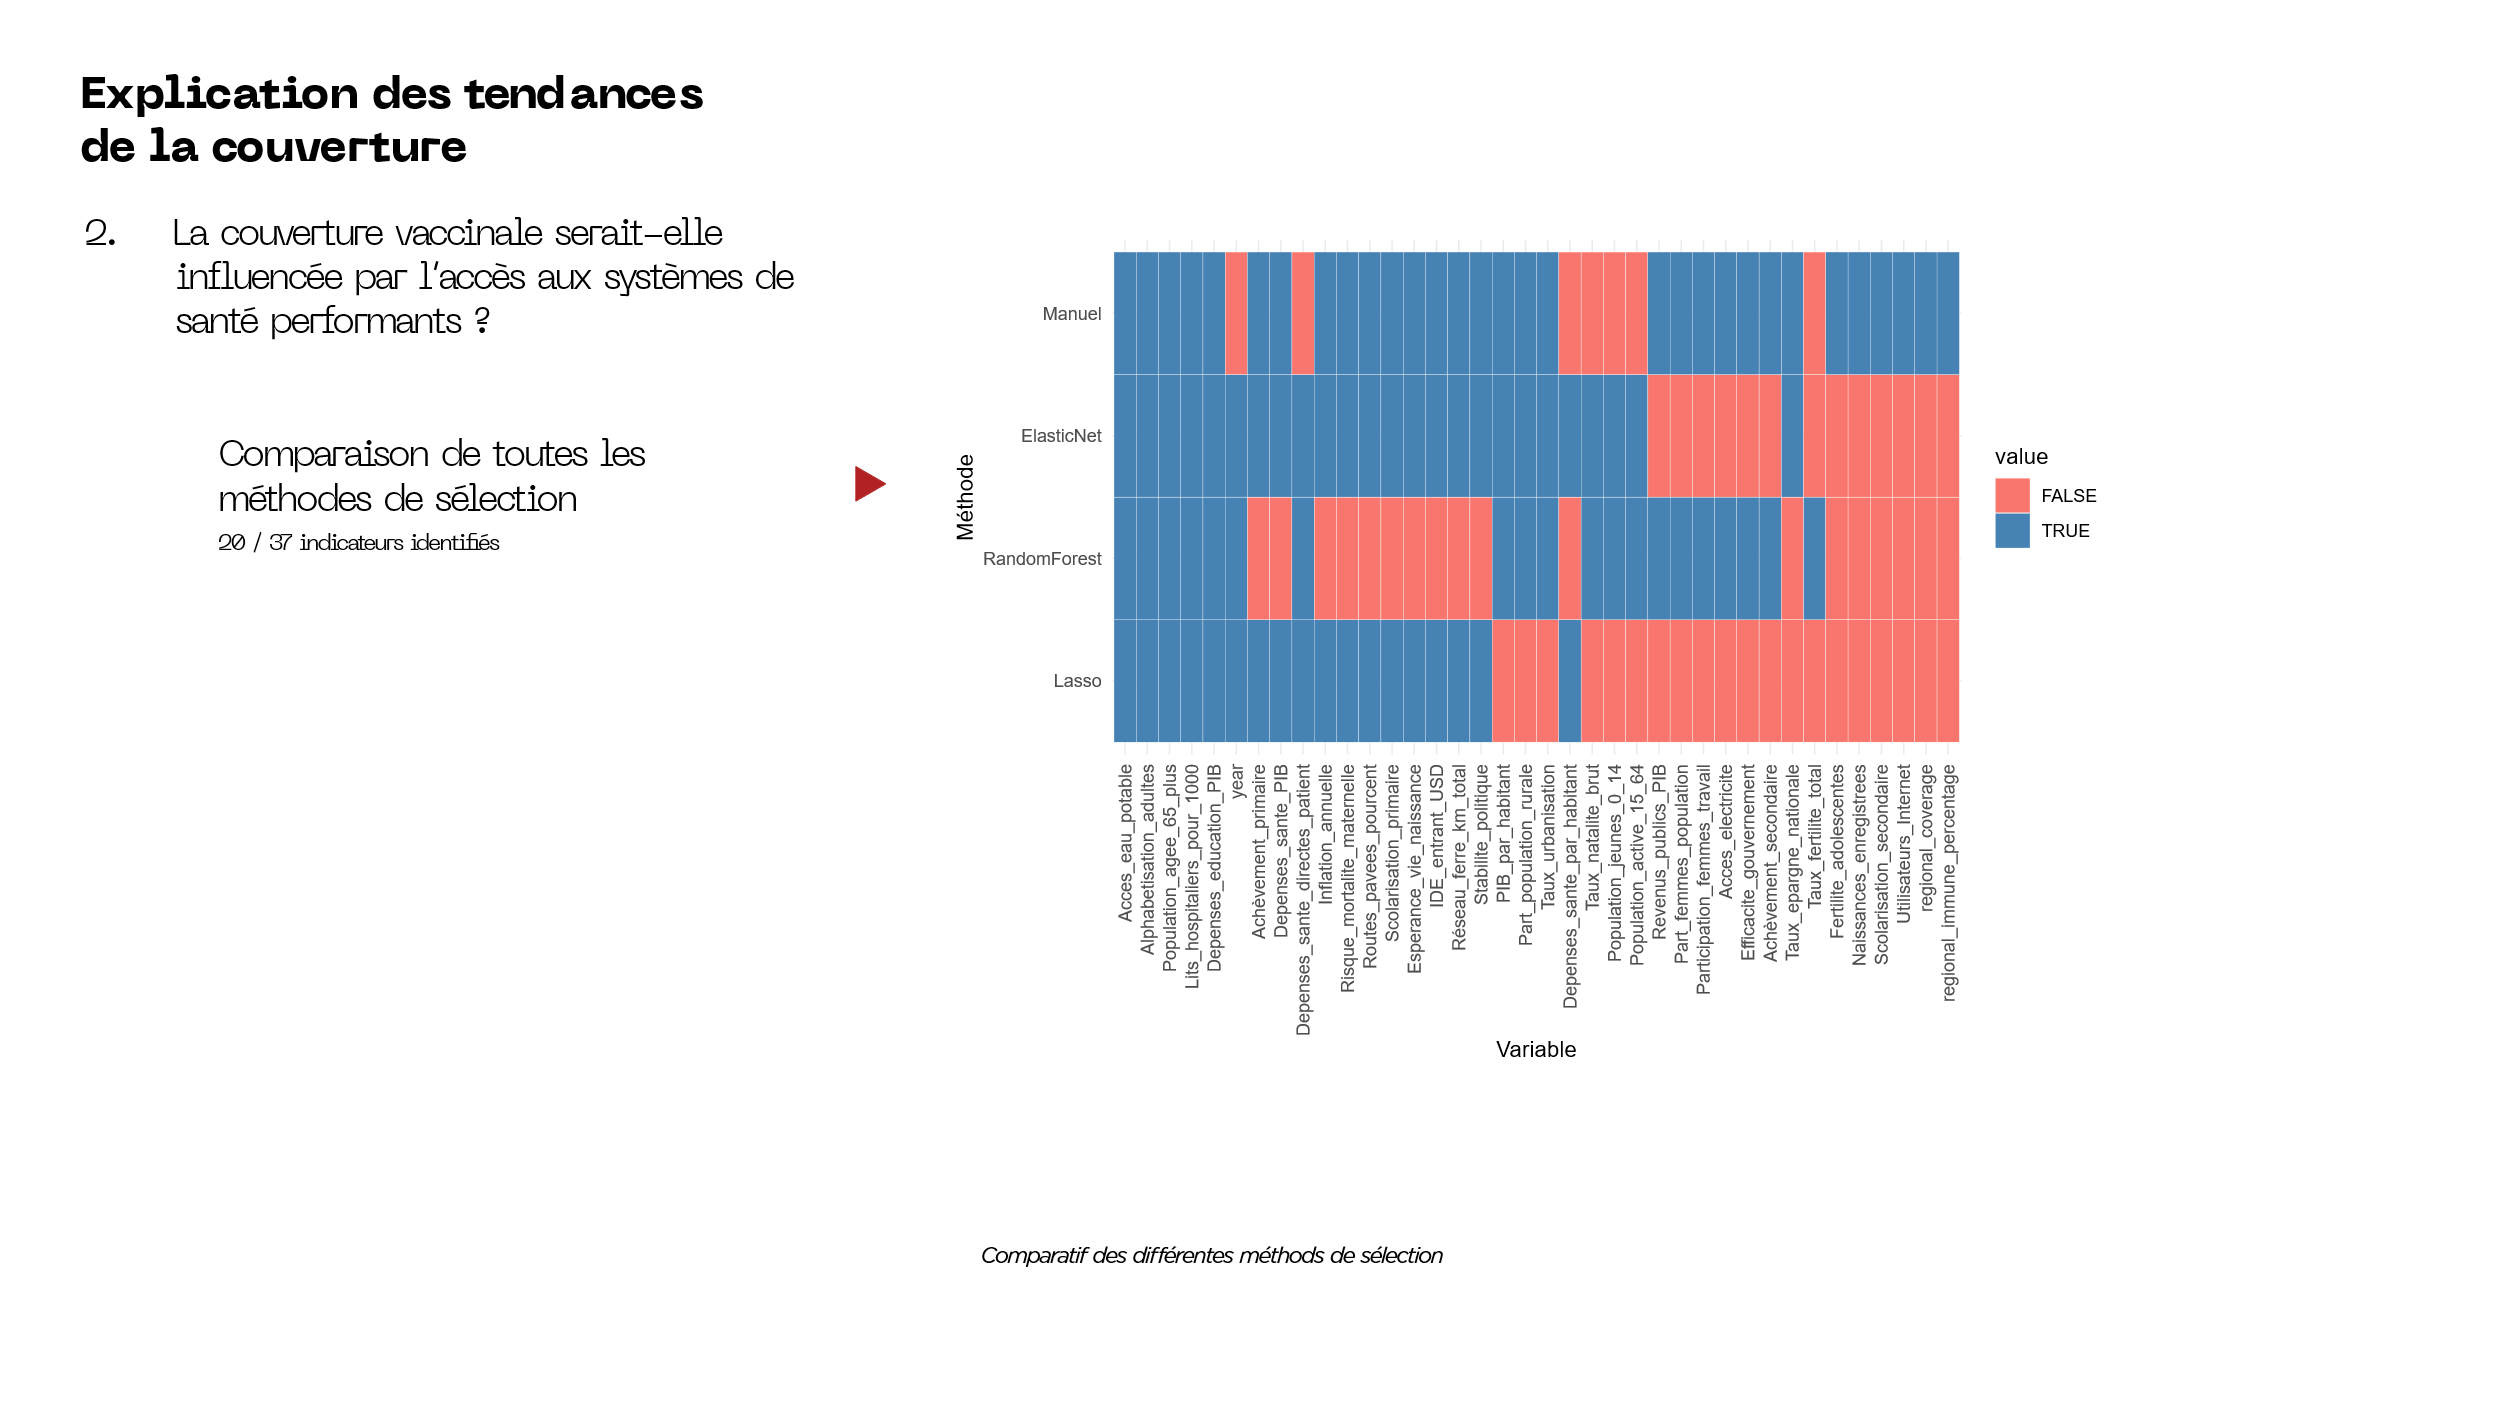 Explication des tendances
de la couverture
2. La couverture vaccinale serait-elle
influencée par l'accès aux systèmes de
santé performants ?
Comparaison de toutes les
méthodes de sélection
20 / 37 indicateurs identifiés
Méthode
Manuel
ElasticNet
RandomForest
Lasso
value
FALSE
TRUE
Acces_eau_potable
Alphabetisation_adultes
Population_agee_65_plus
Lits_hospitaliers_pour_1000
Depenses_education_PIB
year
Achèvement_primaire
Depenses_sante_PIB
Depenses_sante_directes_patient
Inflation_annuelle
Risque_mortalite_maternelle
Routes_pavees_pourcent
Scolarisation_primaire
Esperance_vie_naissance
IDE_entrant_USD
Réseau_ferre_km_total
Stabilite_politique
PIB_par_habitant
Part_population_rurale
Taux_urbanisation
Depenses_sante_par_habitant
Taux_natalite_brut
Population_jeunes_0_14
Population_active_15_64
Revenus_publics_PIB
Part_femmes_population
Participation_femmes_travail
Acces_electricite
Efficacite_gouvernement
Achèvement_secondaire
Taux_epargne_nationale
Taux_fertilite_total
Fertilite_adolescentes
Naissances_enregistrees
Scolarisation_secondaire
Utilisateurs_Internet
regional_coverage
regional_immune_percentage
Variable
Comparatif des différentes méthods de sélection